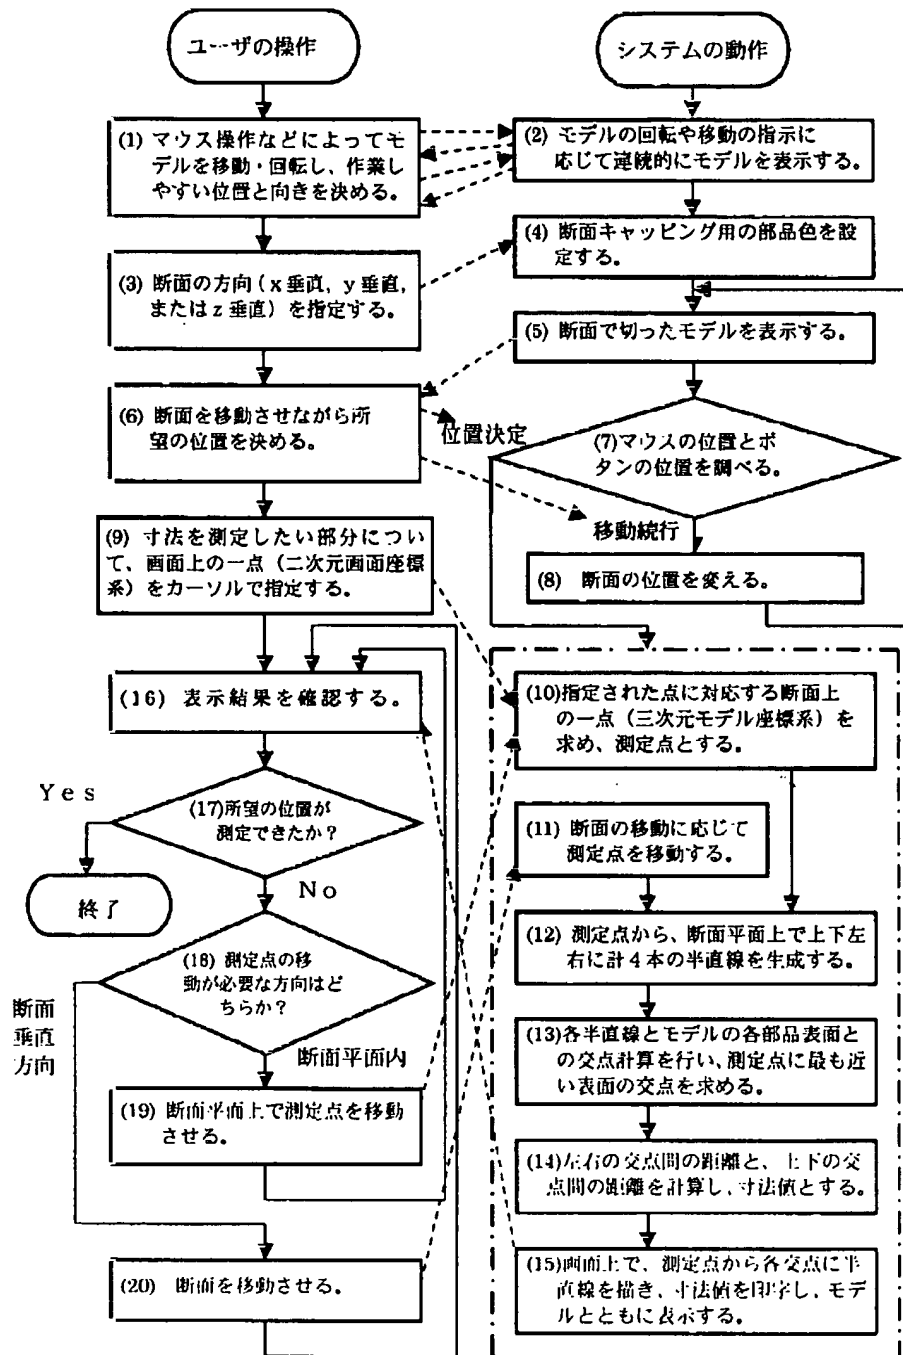 ユーザの操作
システムの動作
(1) マウス操作などによってモ
デルを移動・回転し、作業し
やすい位置と向きを決める。
(2) モデルの回転や移動の指示に
応じて連続的にモデルを表示する。
(3) 断面の方向(x垂直, y垂直,
またはz垂直)を指定する。
(4) 断面キャッピング用の部品色を設
定する。
(5) 断面で切ったモデルを表示する。
(6) 断面を移動させながら所
望の位置を決める。
位置決定
(7)マウスの位置とボ
タンの位置を調べる。
移動続行
(8) 断面の位置を変える。
(9) 寸法を測定したい部分につい
て、画面上の一点(二次元画面座標
系)をカーソルで指定する。
(10)指定された点に対応する断面上
の一点(三次元モデル座標系)を
求め、測定点とする。
(16) 表示結果を確認する。
Yes
(17)所望の位置が
測定できたか?
(11) 断面の移動に応じて
測定点を移動する。
No
終了
(12) 測定点から、断面平面上で上下左
右に計4本の半直線を生成する。
(18) 測定点の移
動が必要な方向はど
ちらか?
断面
垂直
方向
断面平面内
(13)各半直線とモデルの各部品表面と
の交点計算を行い、測定点に最も近
い表面の交点を求める。
(19) 断面平面上で測定点を移動
させる。
(14)左右の交点間の距離と、上下の交
点間の距離を計算し、寸法値とする。
(20) 断面を移動させる。
(15)画面上で、測定点から各交点に半
直線を描き、寸法値を印字し、モデ
ルとともに表示する。